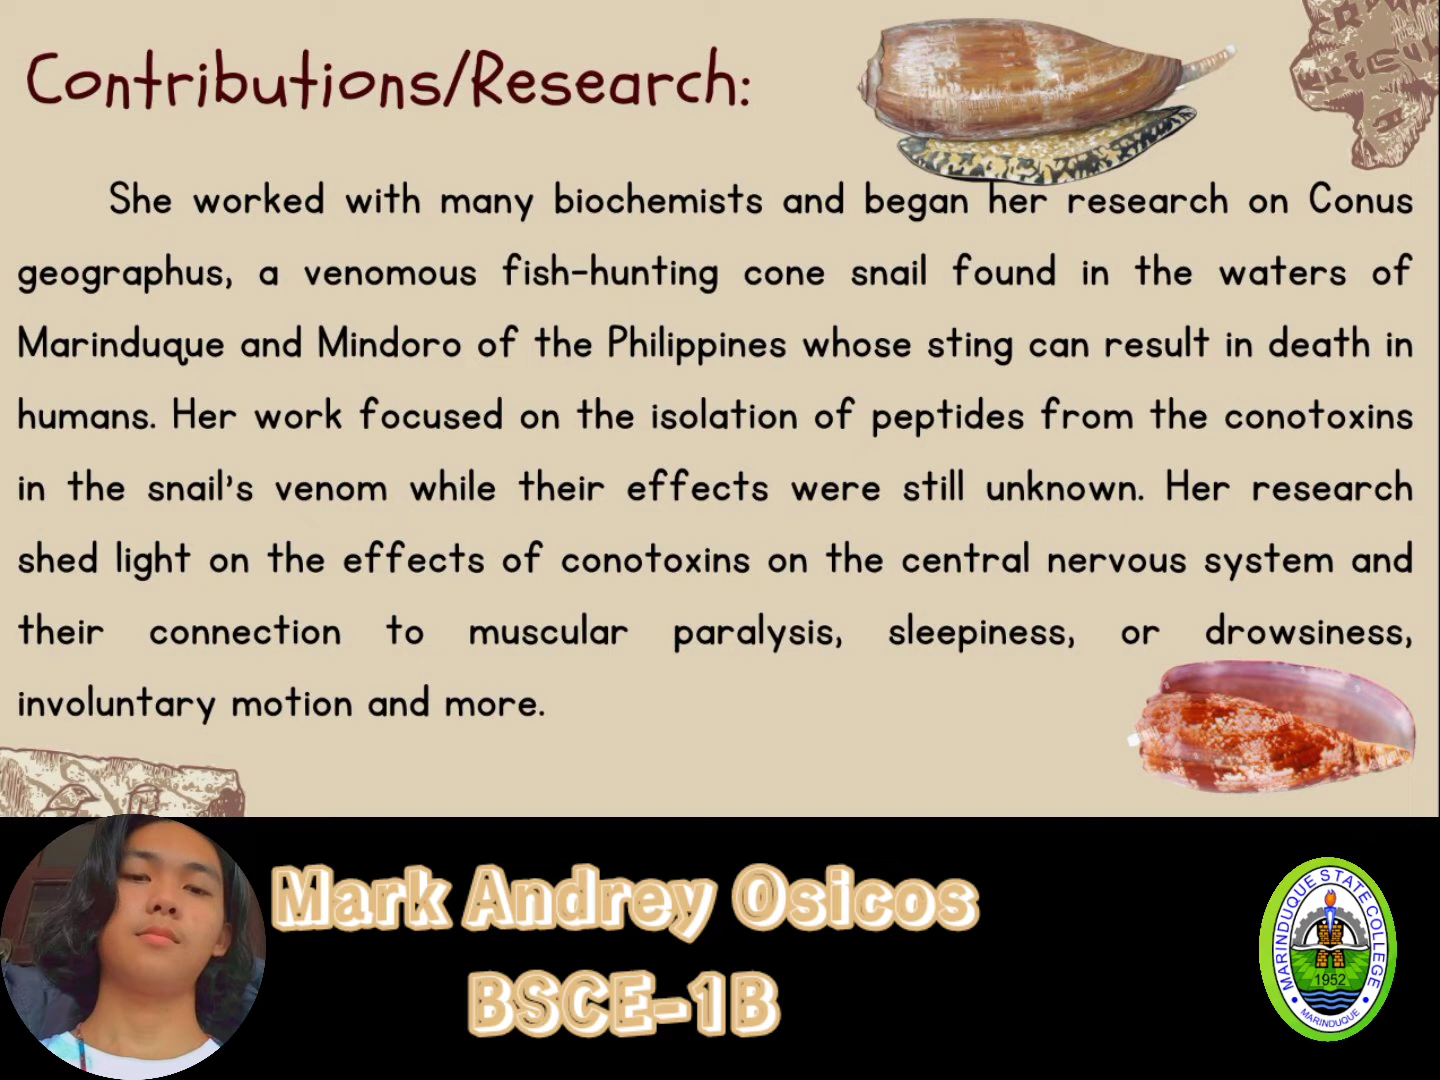 Contributions/Research:
She worked with many biochemists and began her research on Conus
geographus, a venomous fish-hunting cone snail found in the waters of
Marinduque and Mindoro of the Philippines whose sting can result in death in
humans. Her work focused on the isolation of peptides from the conotoxins
in the snail's venom while their effects were still unknown. Her research
shed light on the effects of conotoxins on the central nervous system and
their connection to muscular paralysis, sleepiness, or drowsiness,
involuntary motion and more.
Mark Andrey Osicos
BSCE-1B
MARINDUQUE STATE COLLEGE
1952
MARINDUQUE